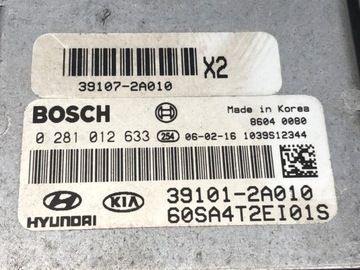 39107-2A010 X2
BOSCH
Made in Korea
8604 0080
0 281 012 633 254 06-02-16 1039S12344
HYUNDAI KIA
39101-2A010
60SA4T2EI01S